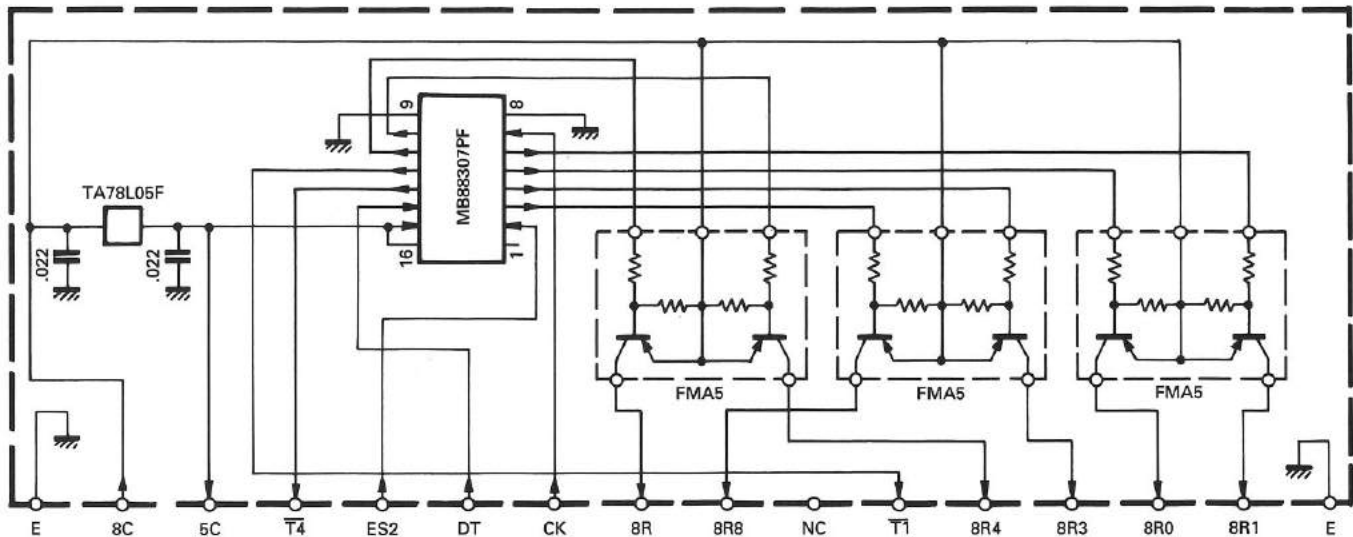 9
8
MB88307PF
16
1
TA78L05F
.022
.022
FMA5
FMA5
FMA5
E
8C
5C
T4
ES2
DT
CK
8R
8R8
NC
T1
8R4
8R3
8R0
8R1
E